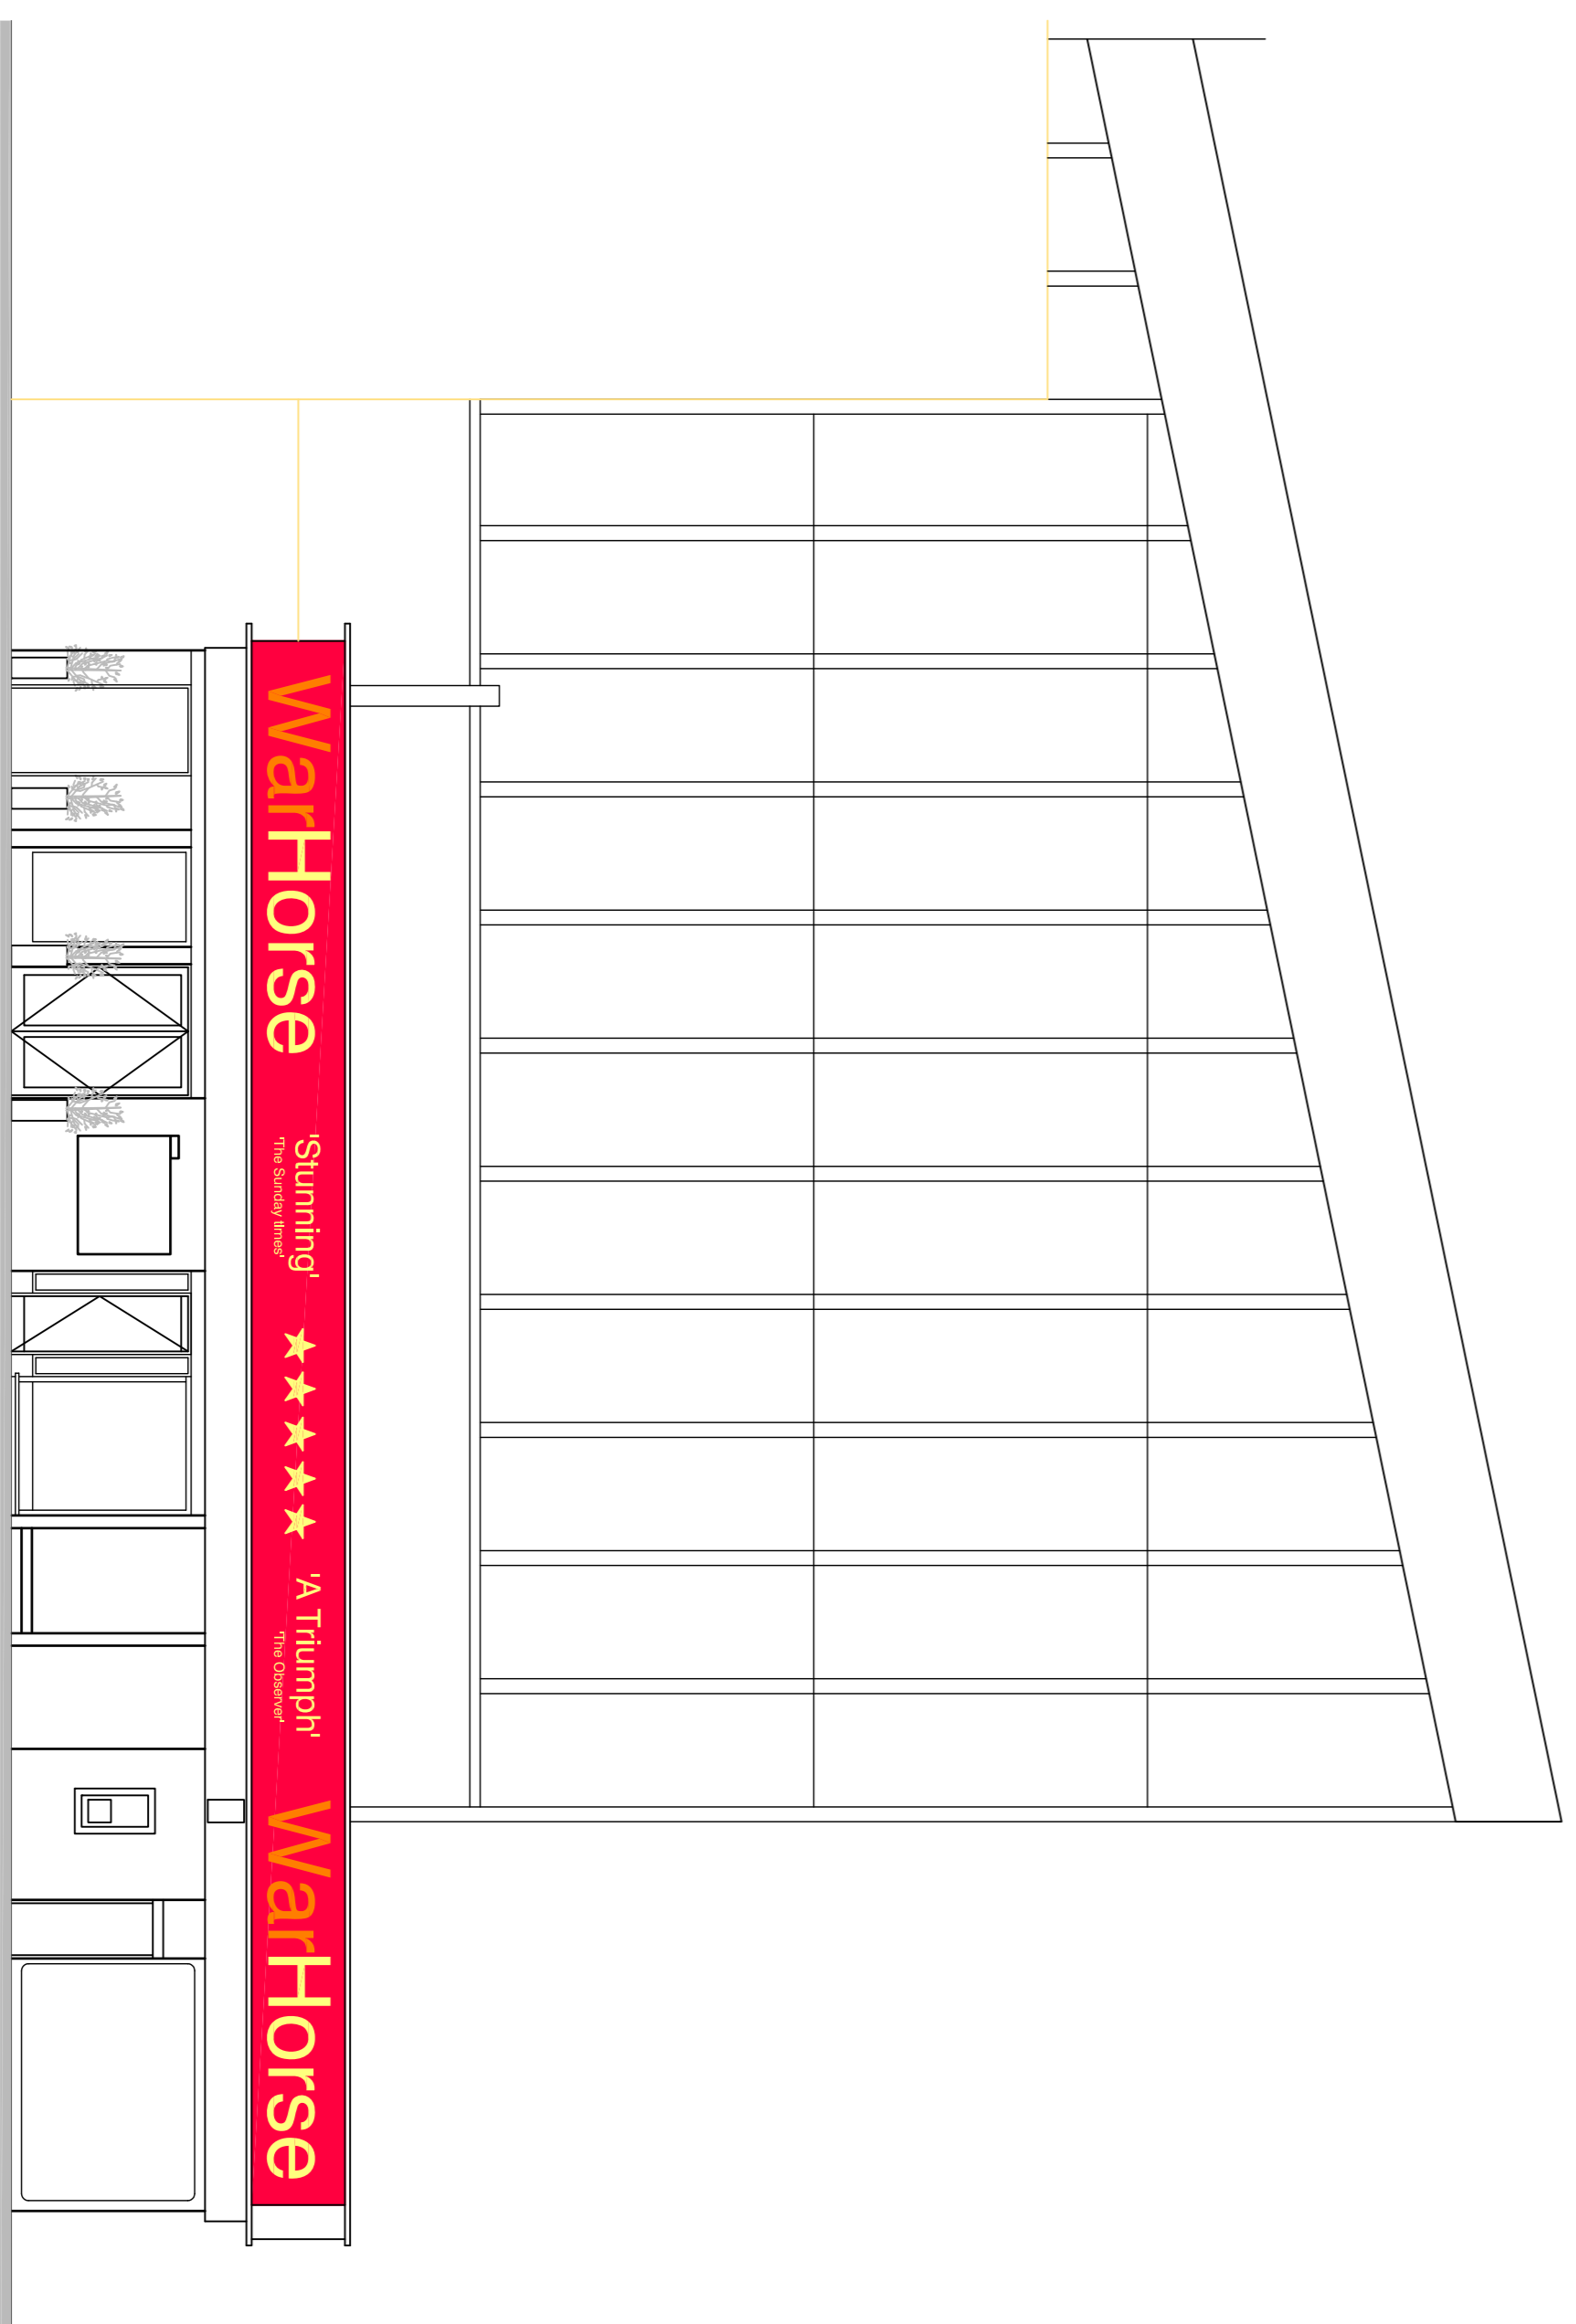 WarHorse
'Stunning'
'The Sunday tImes'
'A Triumph'
'The Observer'
WarHorse